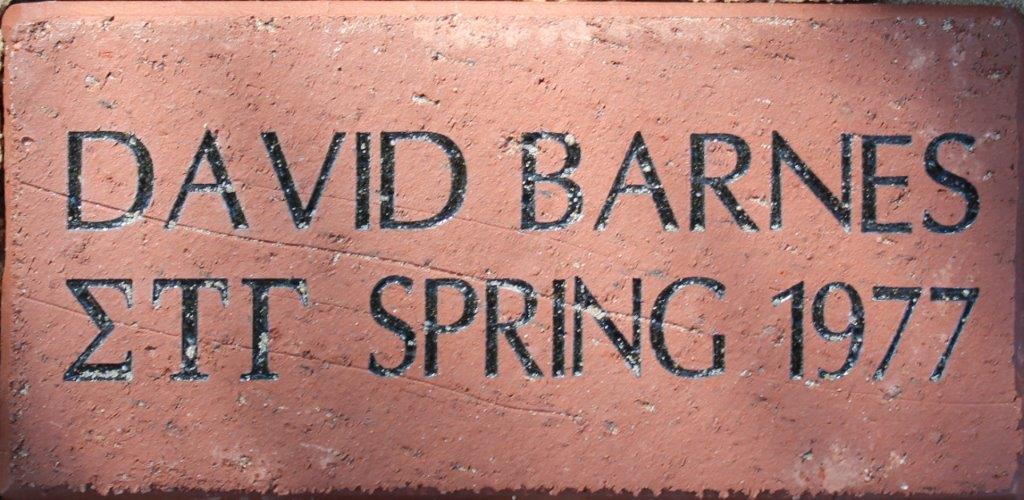 DAVID BARNES
ΣΤΓ SPRING 1977